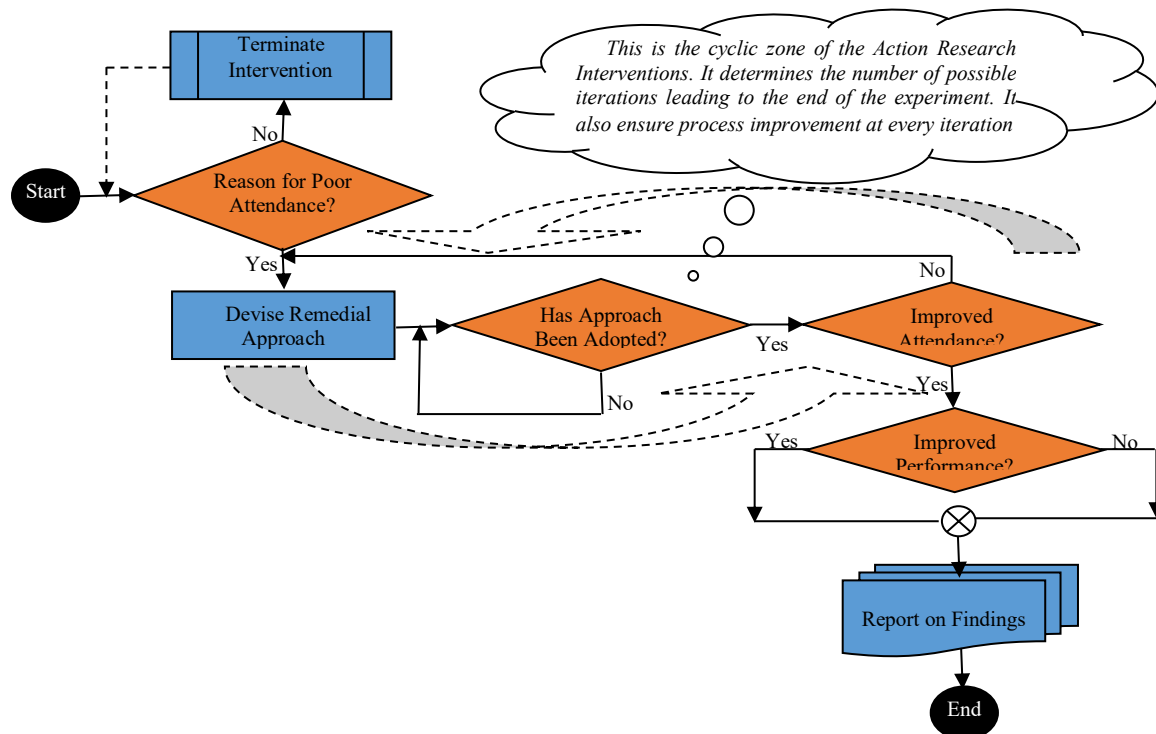 Terminate
Intervention
This is the cyclic zone of the Action Research
Interventions. It determines the number of possible
iterations leading to the end of the experiment. It
also ensure process improvement at every iteration
No
Start
Reason for Poor
Attendance?
Yes
No
Devise Remedial
Approach
Has Approach
Been Adopted?
Yes
Improved
Attendance?
No
Yes
Yes
Improved
Performance?
No
Report on Findings
End